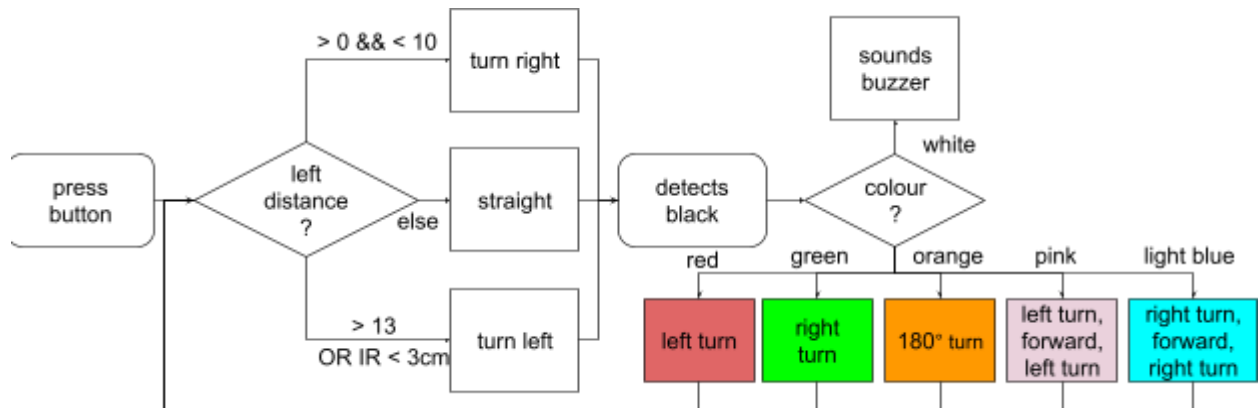 press
button
left
distance
?
> 0 && < 10
else
> 13
OR IR < 3cm
turn right
straight
turn left
detects
black
colour
?
white
sounds
buzzer
red
green
orange
pink
light blue
left turn
right
turn
180° turn
left turn,
forward,
left turn
right turn,
forward,
right turn